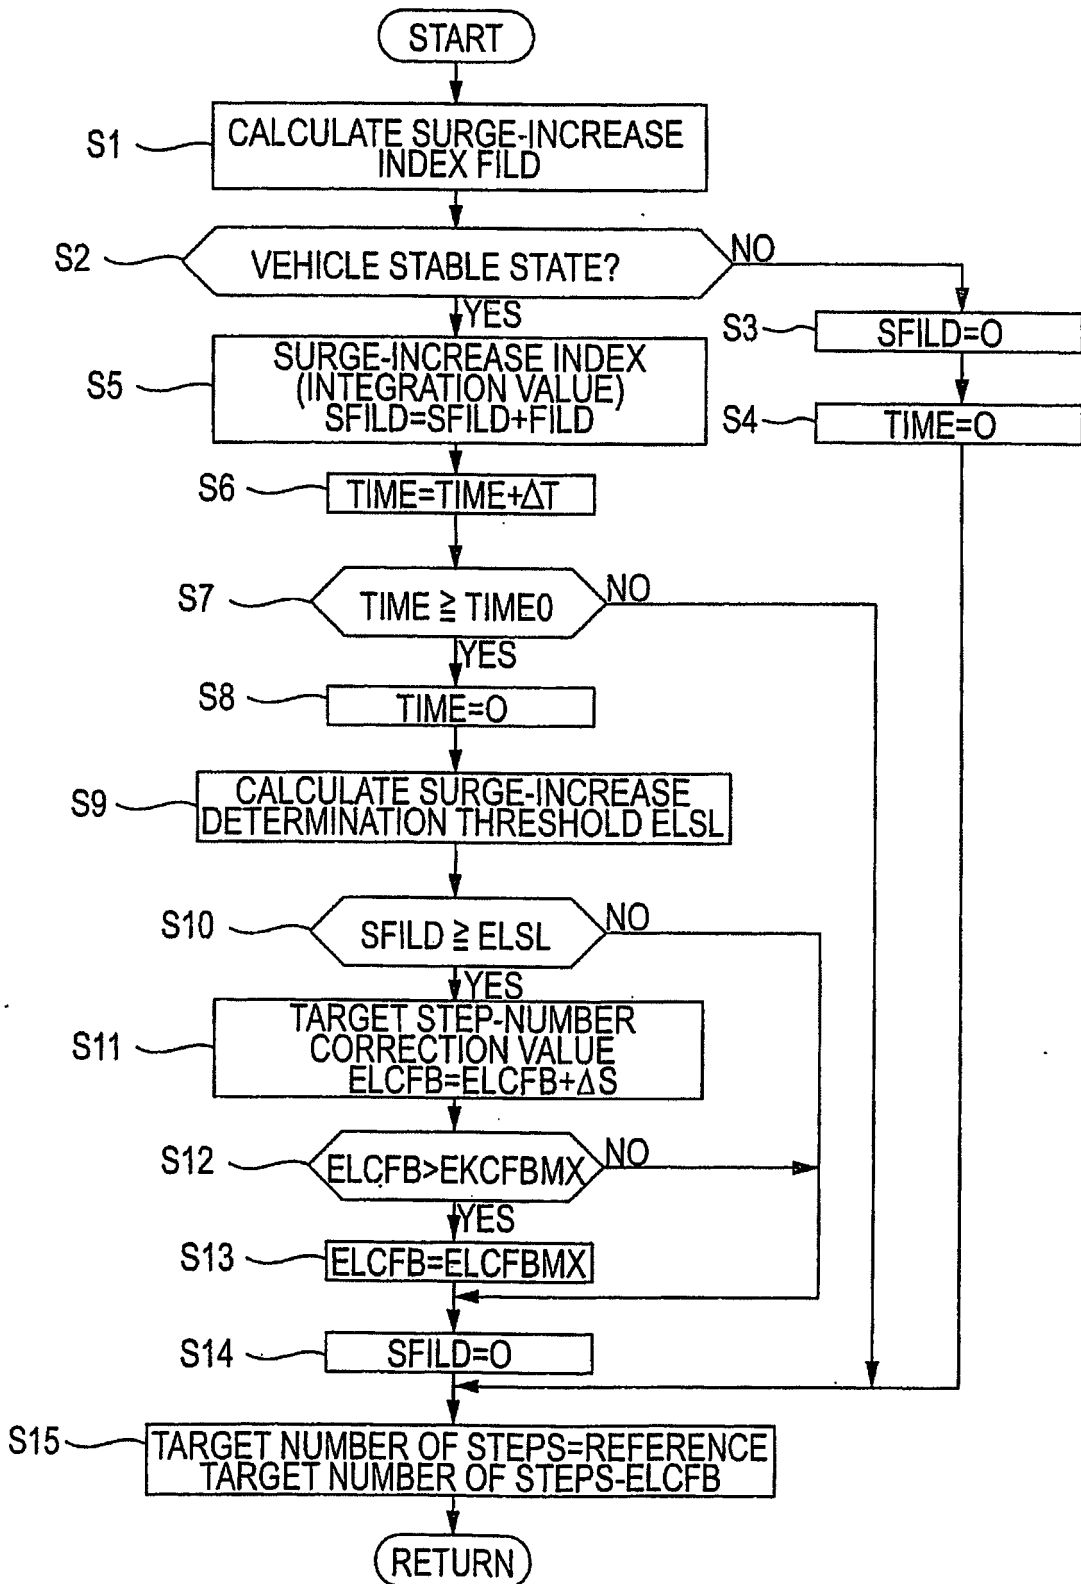 START
S1
CALCULATE SURGE-INCREASE
INDEX FILD
S2
VEHICLE STABLE STATE?
NO
YES
S3
SFILD=O
S4
TIME=O
S5
SURGE-INCREASE INDEX
(INTEGRATION VALUE)
SFILD=SFILD+FILD
S6
TIME=TIME+ΔT
S7
TIME ≧ TIME0
NO
YES
S8
TIME=O
S9
CALCULATE SURGE-INCREASE
DETERMINATION THRESHOLD ELSL
S10
SFILD ≧ ELSL
NO
YES
S11
TARGET STEP-NUMBER
CORRECTION VALUE
ELCFB=ELCFB+ΔS
S12
ELCFB>EKCFBMX
NO
YES
S13
ELCFB=ELCFBMX
S14
SFILD=O
S15
TARGET NUMBER OF STEPS=REFERENCE
TARGET NUMBER OF STEPS-ELCFB
RETURN